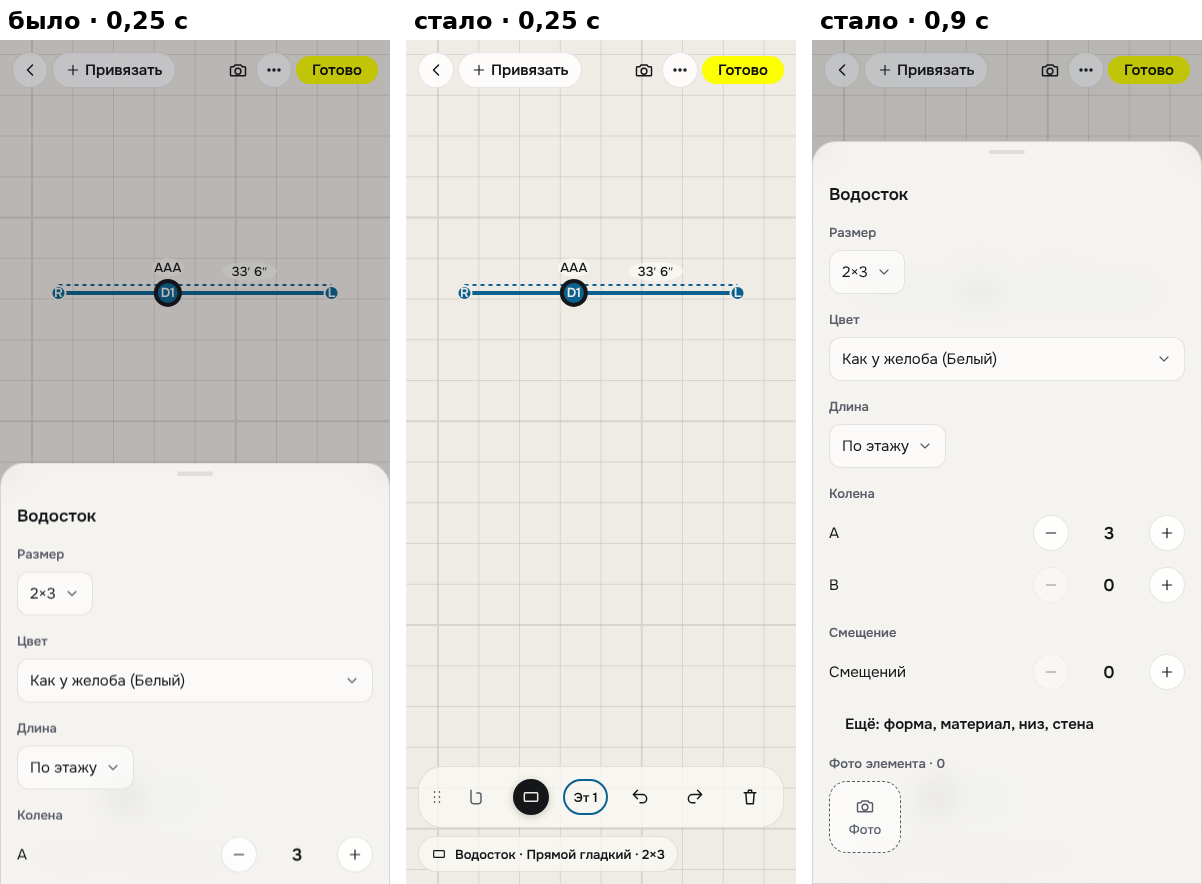 было · 0,25 с
Привязать
Готово
AAA
33′ 6″
R
D1
L
Водосток
Размер
2×3
Цвет
Как у желоба (Белый)
Длина
По этажу
Колена
A
3
стало · 0,25 с
Привязать
Готово
AAA
33′ 6″
R
D1
L
Эт 1
Водосток · Прямой гладкий · 2×3
стало · 0,9 с
Привязать
Готово
Водосток
Размер
2×3
Цвет
Как у желоба (Белый)
Длина
По этажу
Колена
A
3
B
0
Смещение
Смещений
0
Ещё: форма, материал, низ, стена
Фото элемента · 0
Фото